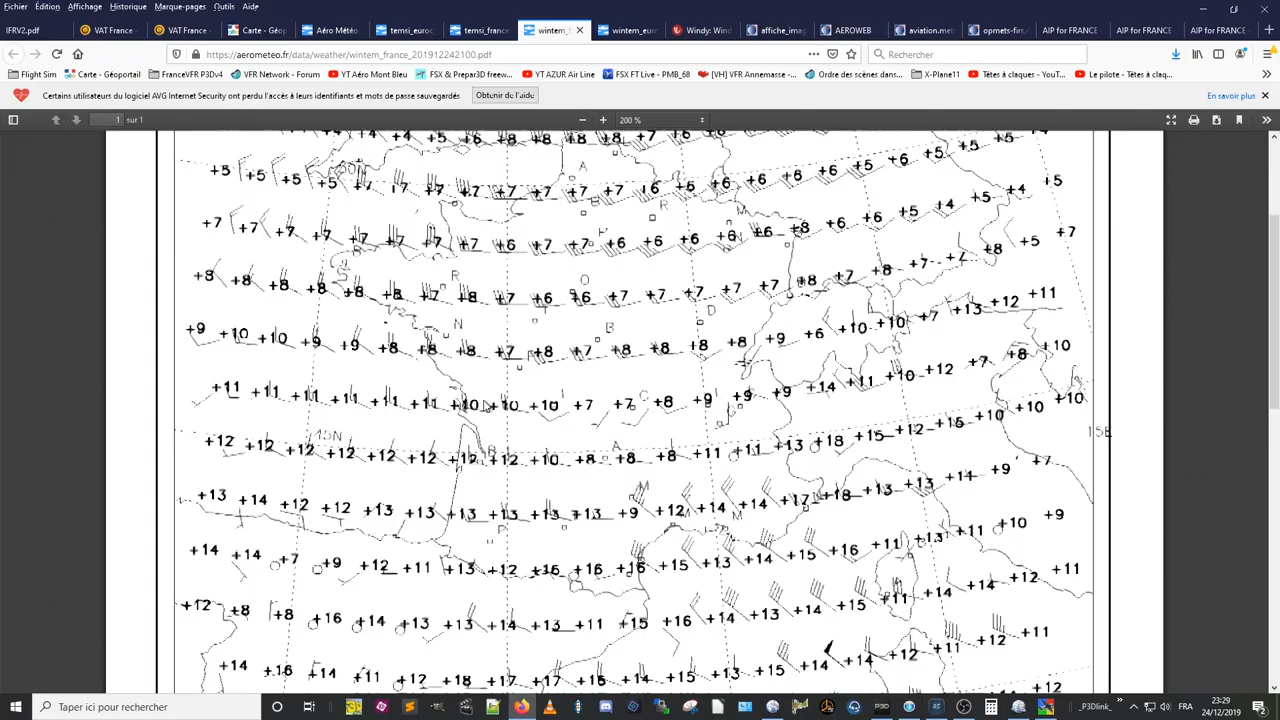 Fichier Édition Affichage Historique Marque-pages Outils Aide
IFRV2.pdf VAT France VAT France Carte - Géo Aéro Météo temsi_euroc temsi_france wintem_ wintem_eur Windy: Wind affiche_imag AEROWEB aviation.met opmets-fir AIP for FRANCE AIP for FRANCE AIP for FRANCE
https://aerometeo.fr/data/weather/wintem_france_201912242100.pdf Rechercher
Flight Sim Carte - Géoportail FranceVFR P3Dv4 VFR Network - Forum YT Aéro Mont Bleu FSX & Prepar3D freew... YT AZUR Air Line FSX FT Live - PMB_68 (VH) VFR Annemasse - ... Ordre des scènes dans... X-Plane11 Têtes à claques - YouT... Le pilote - Têtes à claq...
Certains utilisateurs du logiciel AVG Internet Security ont perdu l'accès à leurs identifiants et mots de passe sauvegardés Obtenir de l'aide En savoir plus
1 sur 1 200 %
+5 +5 +5 +5 +7 +7 +7 +7 +7 +7 +7 +7 +6 +6 +6 +6 +6 +6 +5 +6 +5 +5
+7 +7 +7 +7 +7 +7 +7 +7 +6 +7 +7 +6 +6 +6 +6 +6 +8 +6 +6 +5 +4 +5 +4 +5
+8 +8 +8 +8 +8 +8 +7 +8 +7 +6 +6 +7 +7 +7 +7 +7 +8 +7 +8 +7 +7 +8 +5 +7
+9 +10 +10 +9 +9 +8 +8 +8 +7 +8 +7 +8 +8 +8 +8 +9 +6 +10 +10 +7 +13 +12 +11
+11 +11 +11 +11 +11 +11 +10 +10 +10 +7 +7 +8 +9 +9 +9 +14 +11 +10 +12 +7 +8 +10
45N
+12 +12 +12 +12 +12 +12 +12 +12 +10 +8 +8 +8 +11 +11 +13 +18 +15 +12 +15 +10 +10 +10
15E
+13 +14 +12 +12 +13 +13 +13 +13 +13 +13 +9 +12 +14 +14 +17 +18 +13 +13 +11 +9 +7
+14 +14 +7 +9 +12 +11 +13 +12 +15 +16 +16 +15 +13 +14 +15 +16 +11 +13 +11 +10 +9
+12 +8 +8 +16 +14 +13 +13 +14 +13 +11 +15 +16 +14 +13 +14 +15 +11 +14 +14 +12 +11
+14 +16 +14 +11 +12 +18 +17 +17 +15 +14 +15 +13 +15 +14 +14 +12 +11 +12 +11
+12
Taper ici pour rechercher _P3Dlink FRA 23:29
24/12/2019